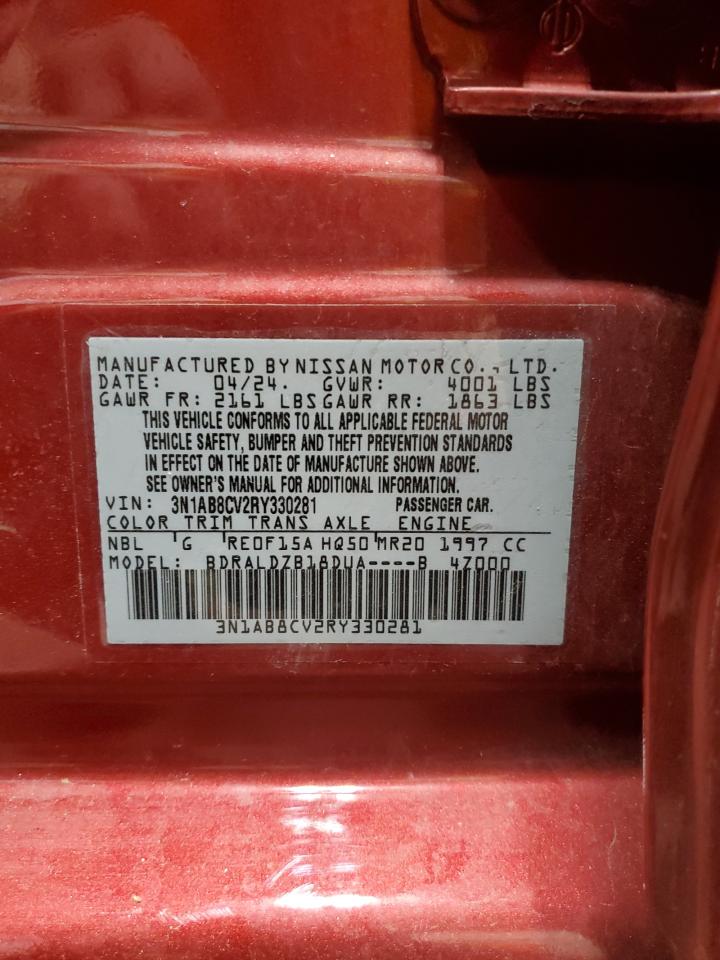 MANUFACTURED BY NISSAN MOTOR CO., LTD.
DATE: 04/24. GVWR: 4001 LBS
GAWR FR: 2161 LBS GAWR RR: 1863 LBS
THIS VEHICLE CONFORMS TO ALL APPLICABLE FEDERAL MOTOR
VEHICLE SAFETY, BUMPER AND THEFT PREVENTION STANDARDS
IN EFFECT ON THE DATE OF MANUFACTURE SHOWN ABOVE.
SEE OWNER'S MANUAL FOR ADDITIONAL INFORMATION.
VIN: 3N1AB8CV2RY330281 PASSENGER CAR.
COLOR TRIM TRANS AXLE ENGINE
NBL G RE0F15A HQ50 MR20 1997 CC
MODEL: BDRALDZB18DUA----B 4Z000
3N1AB8CV2RY330281